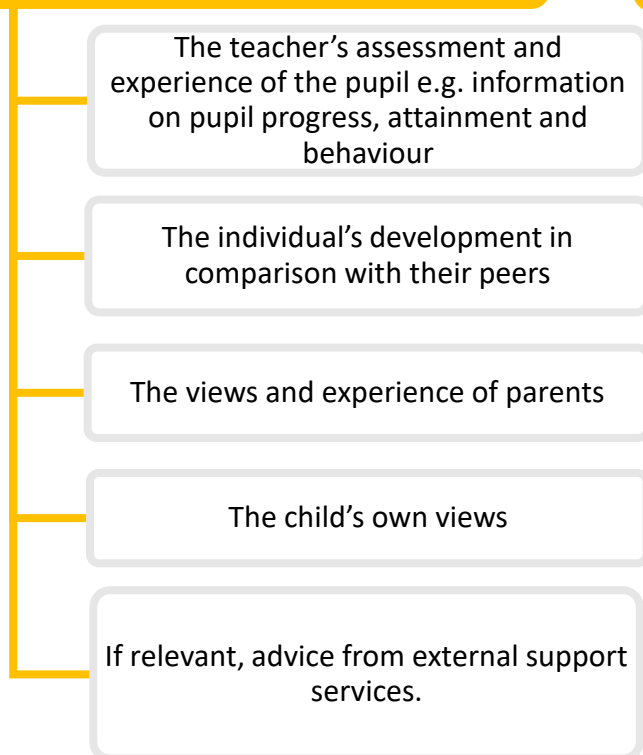 The teacher’s assessment and
experience of the pupil e.g. information
on pupil progress, attainment and
behaviour
The individual’s development in
comparison with their peers
The views and experience of parents
The child’s own views
If relevant, advice from external support
services.